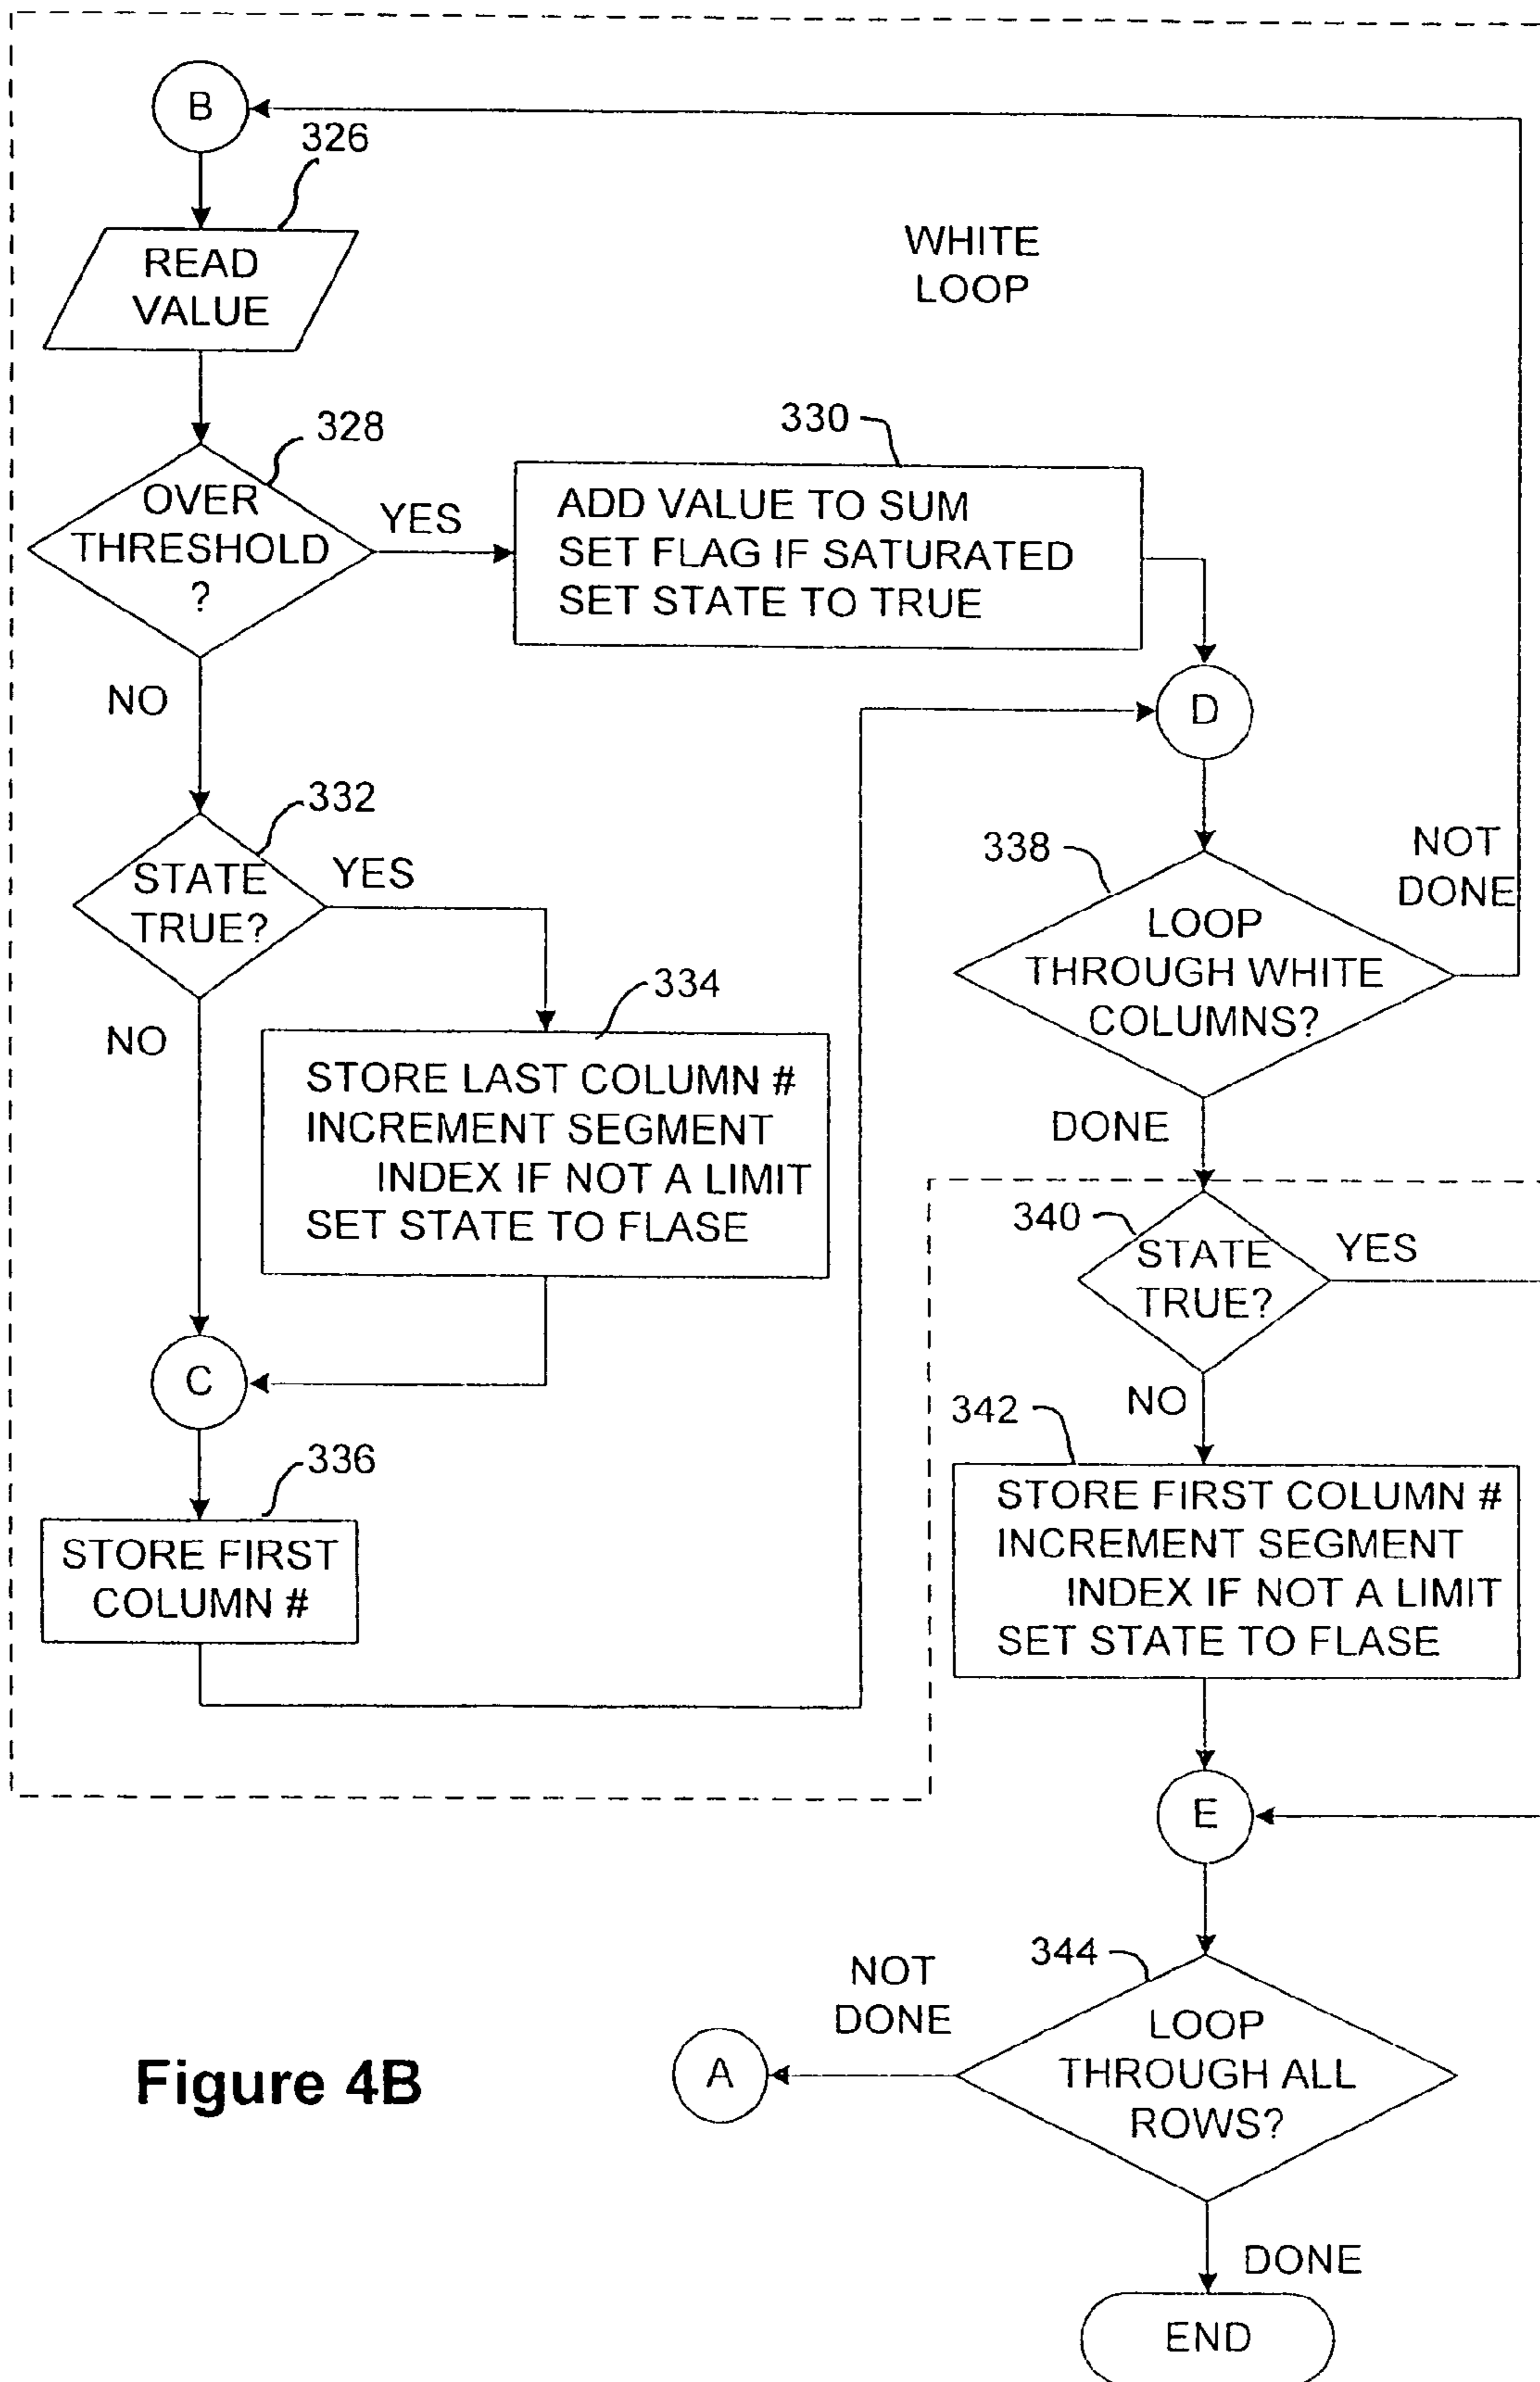 B
326
READ
VALUE
WHITE
LOOP
328
OVER
THRESHOLD
?
YES
330
ADD VALUE TO SUM
SET FLAG IF SATURATED
SET STATE TO TRUE
NO
D
332
STATE
TRUE?
YES
338
LOOP
THROUGH WHITE
COLUMNS?
NOT
DONE
NO
334
STORE LAST COLUMN #
INCREMENT SEGMENT
INDEX IF NOT A LIMIT
SET STATE TO FLASE
DONE
340
STATE
TRUE?
YES
C
NO
342
STORE FIRST COLUMN #
INCREMENT SEGMENT
INDEX IF NOT A LIMIT
SET STATE TO FLASE
336
STORE FIRST
COLUMN #
E
344
LOOP
THROUGH ALL
ROWS?
NOT
DONE
A
DONE
END
Figure 4B